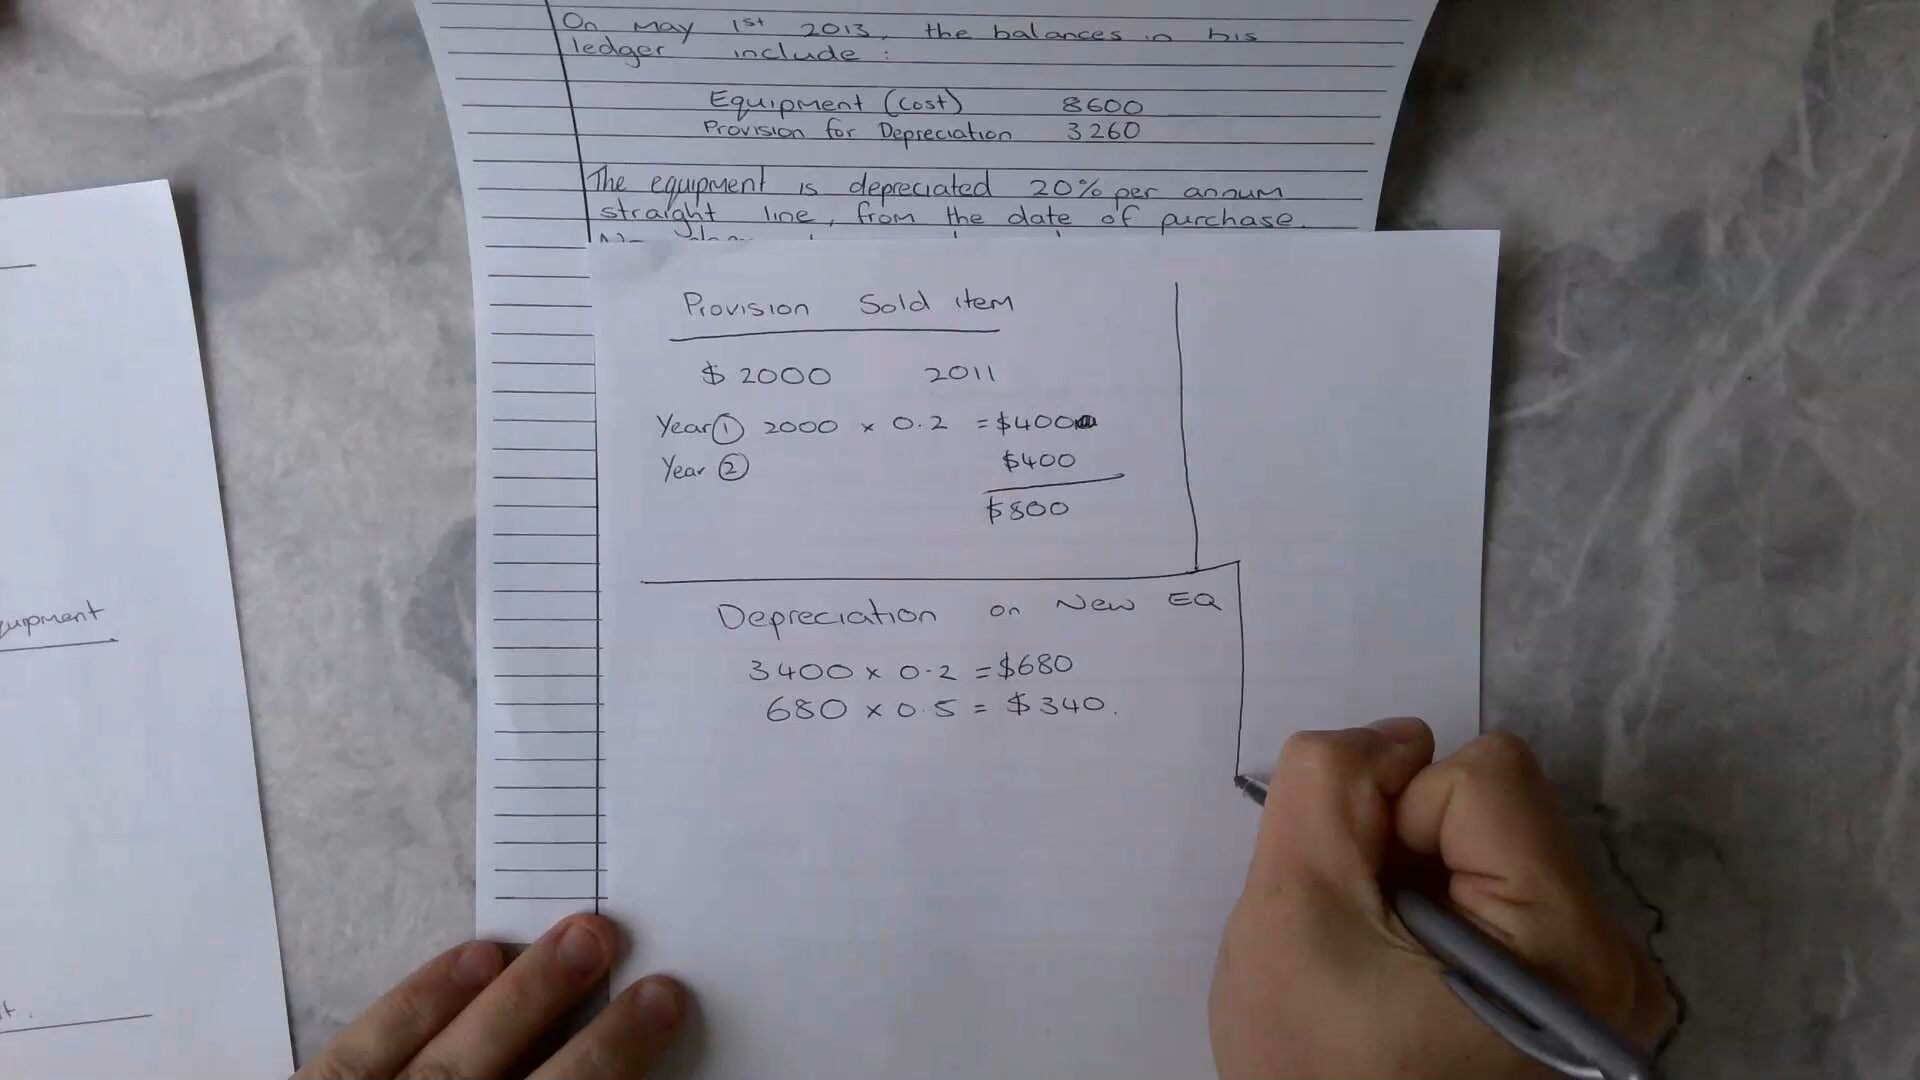 On May 1st 2013, the balances in his
ledger include :
Equipment (cost) 8600
Provision for Depreciation 3260
The equipment is depreciated 20% per annum
straight line, from the date of purchase.
Provision Sold item
$ 2000 2011
Year ① 2000 × 0.2 = $400
Year ② $400
$800
Depreciation on New EQ
3400 × 0.2 = $680
680 × 0.5 = $340.